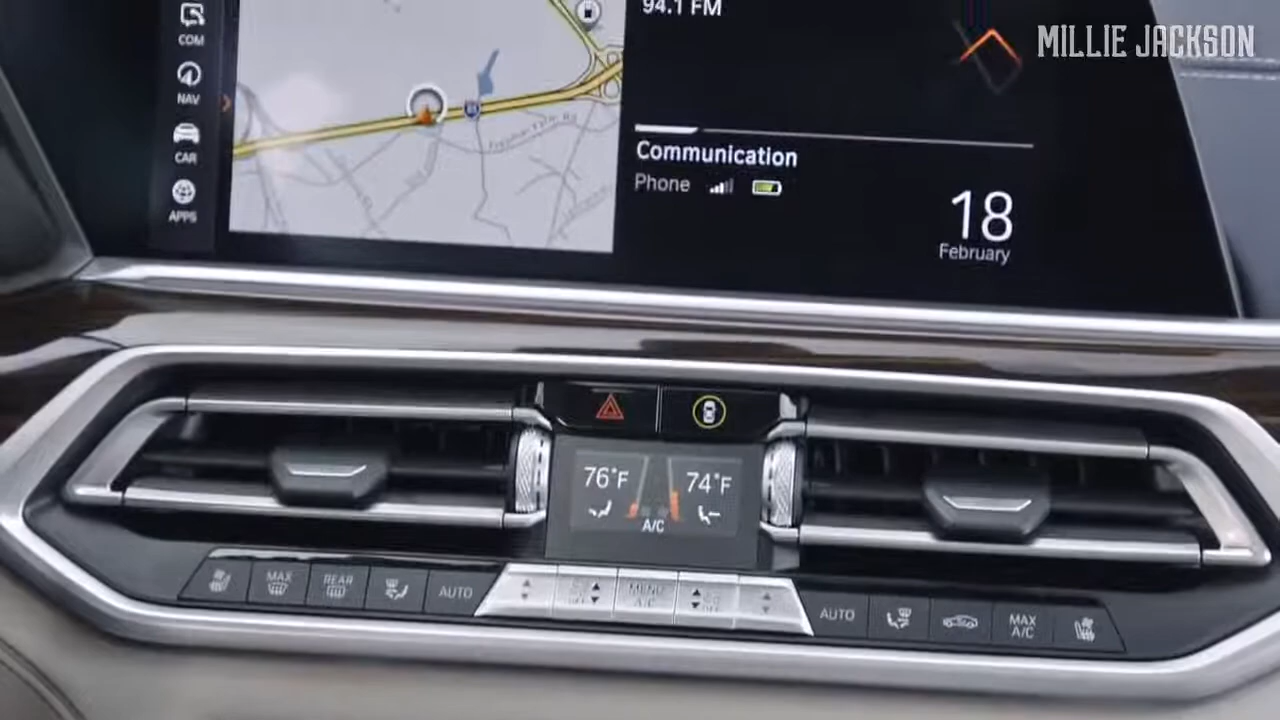 94.1 FM
MILLIE JACKSON
COM
NAV
CAR
APPS
Communication
Phone
18
February
76°F
74°F
A/C
MAX
REAR
AUTO
MENU
A/C
AUTO
MAX
A/C